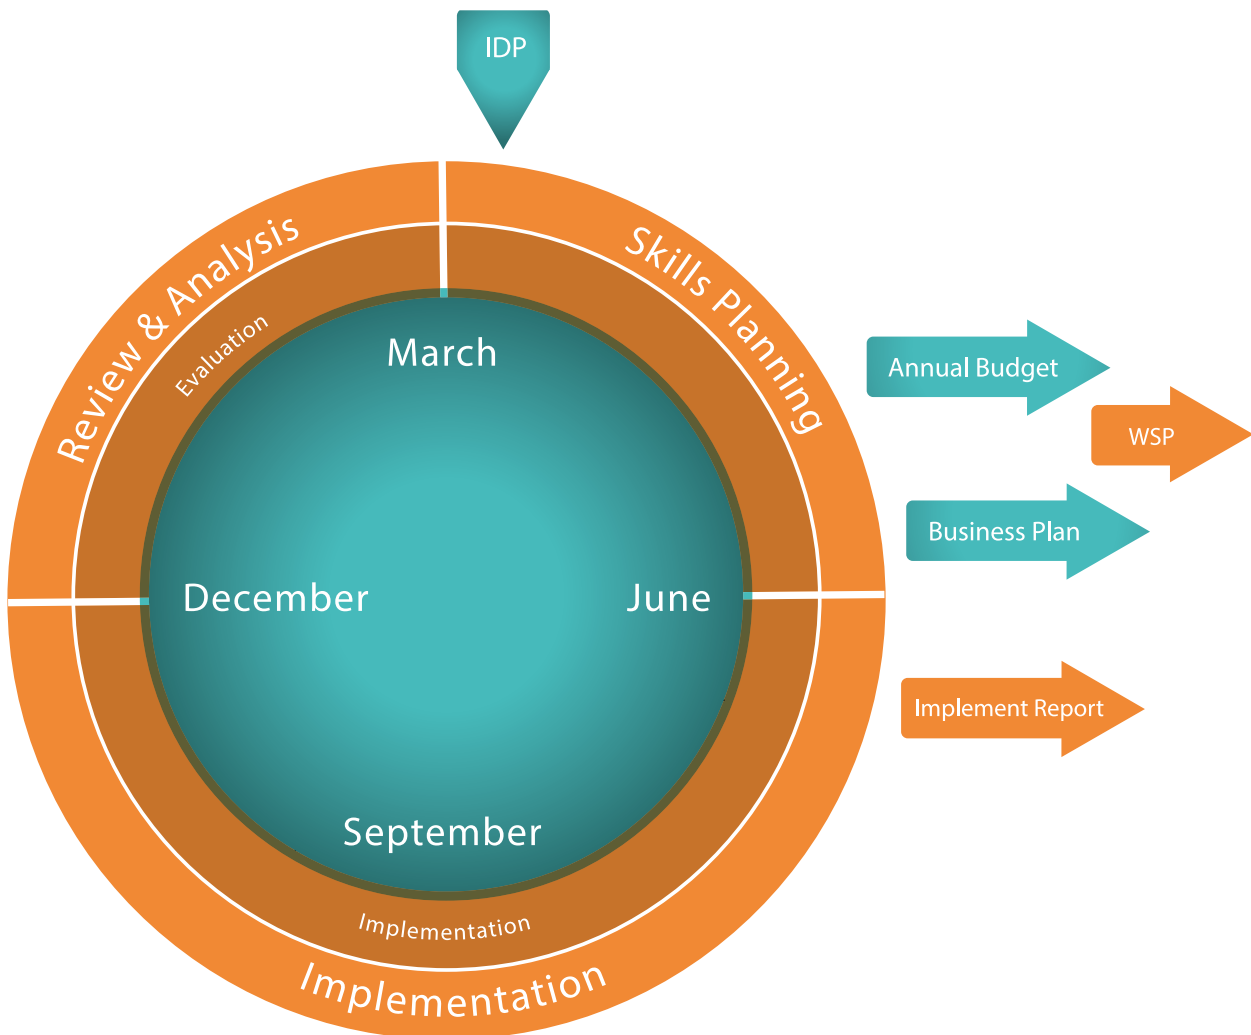 IDP
Review & Analysis
Skills Planning
Evaluation
March
Annual Budget
WSP
Business Plan
December
June
Implement Report
September
Implementation
Implementation